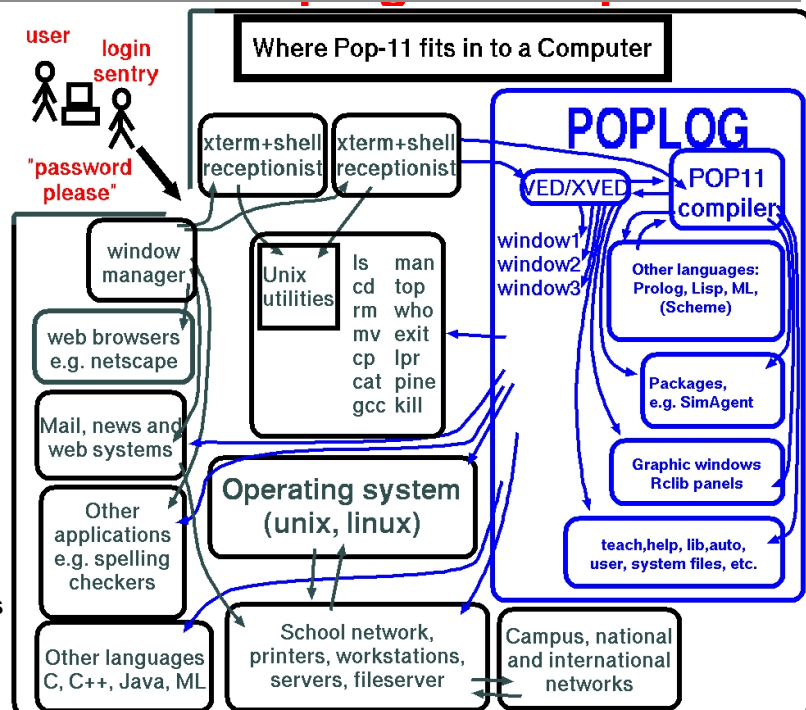 Where Pop-11 fits in to a Computer
user
login
sentry
"password
please"
xterm+shell
receptionist
xterm+shell
receptionist
POPLOG
VED/XVED
POP11
compiler
window1
window2
window3
Other languages:
Prolog, Lisp, ML,
(Scheme)
Packages,
e.g. SimAgent
Graphic windows
Rclib panels
teach,help, lib,auto,
user, system files, etc.
window
manager
Unix
utilities
ls man
cd top
rm who
mv exit
cp lpr
cat pine
gcc kill
web browsers
e.g. netscape
Mail, news and
web systems
Other
applications
e.g. spelling
checkers
Operating system
(unix, linux)
Other languages
C, C++, Java, ML
School network,
printers, workstations,
servers, fileserver
Campus, national
and international
networks